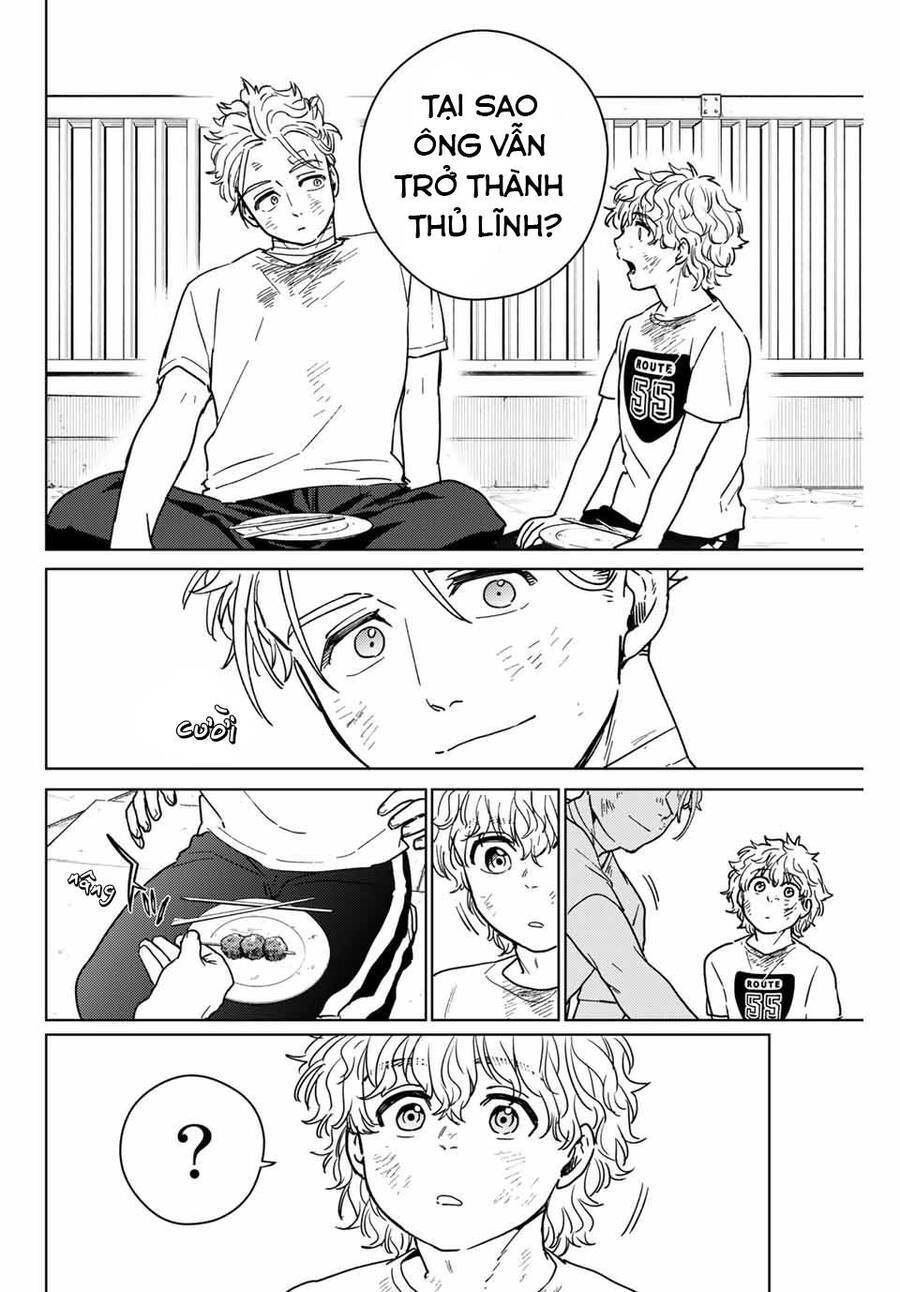 TẠI SAO
ÔNG VẪN
TRỞ THÀNH
THỦ LĨNH?
ROUTE
55
cười
nâng
ROUTE
55
?